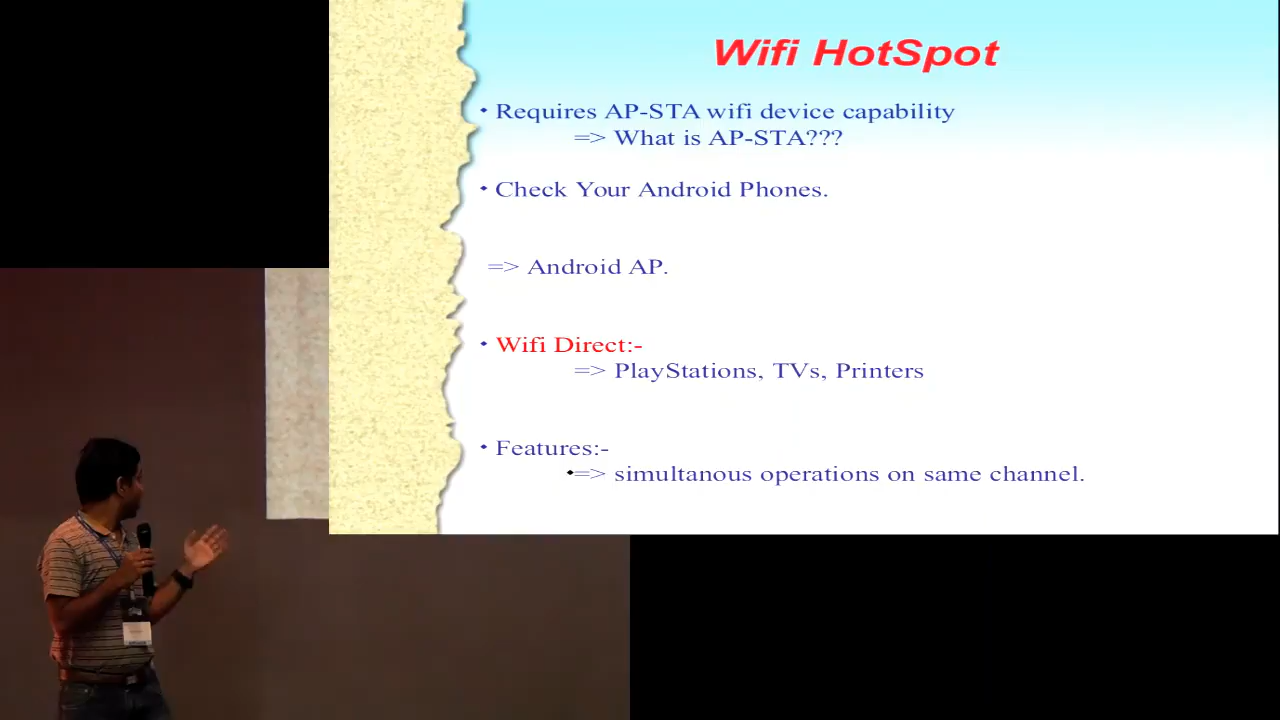 Wifi HotSpot
• Requires AP-STA wifi device capability
=> What is AP-STA???
• Check Your Android Phones.
=> Android AP.
• Wifi Direct:-
=> PlayStations, TVs, Printers
• Features:-
•=> simultanous operations on same channel.